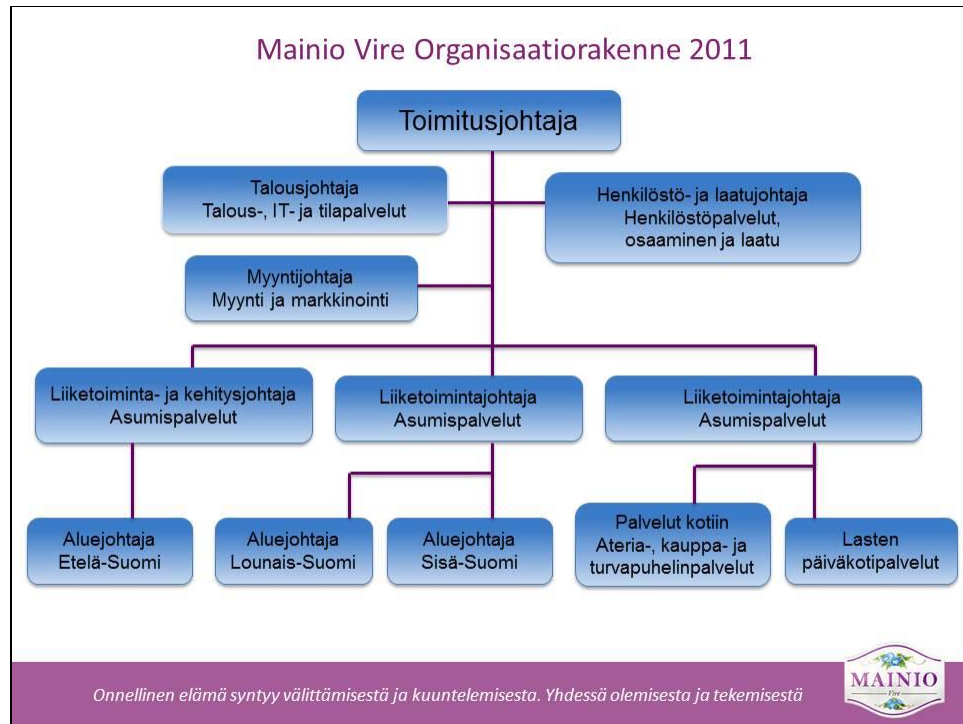 Mainio Vire Organisaatiorakenne 2011
Toimitusjohtaja
Talousjohtaja
Talous-, IT- ja tilapalvelut
Henkilöstö- ja laatujohtaja
Henkilöstöpalvelut,
osaaminen ja laatu
Myyntijohtaja
Myynti ja markkinointi
Liiketoiminta- ja kehitysjohtaja
Asumispalvelut
Liiketoimintajohtaja
Asumispalvelut
Liiketoimintajohtaja
Asumispalvelut
Aluejohtaja
Etelä-Suomi
Aluejohtaja
Lounais-Suomi
Aluejohtaja
Sisä-Suomi
Palvelut kotiin
Ateria-, kauppa- ja
turvapuhelinpalvelut
Lasten
päiväkotipalvelut
Onnellinen elämä syntyy välittämisestä ja kuuntelemisesta. Yhdessä olemisesta ja tekemisestä
MAINIO
Vire